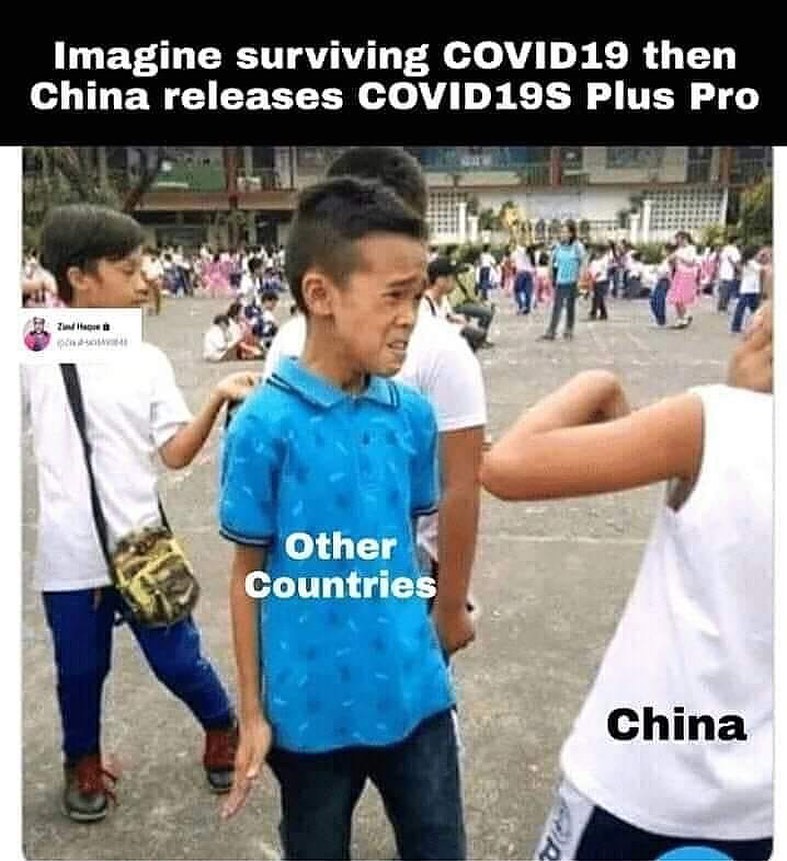 Imagine surviving COVID19 then
China releases COVID19S Plus Pro
Other
Countries
China